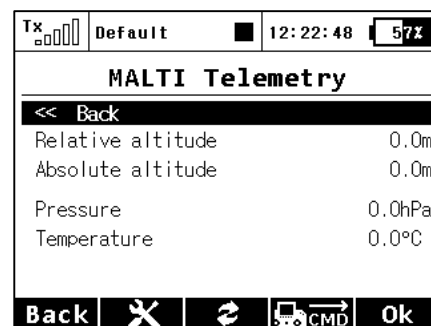 Tx Default 12:22:48 57%
MALTI Telemetry
<< Back
Relative altitude 0.0m
Absolute altitude 0.0m
Pressure 0.0hPa
Temperature 0.0°C
Back CMD Ok